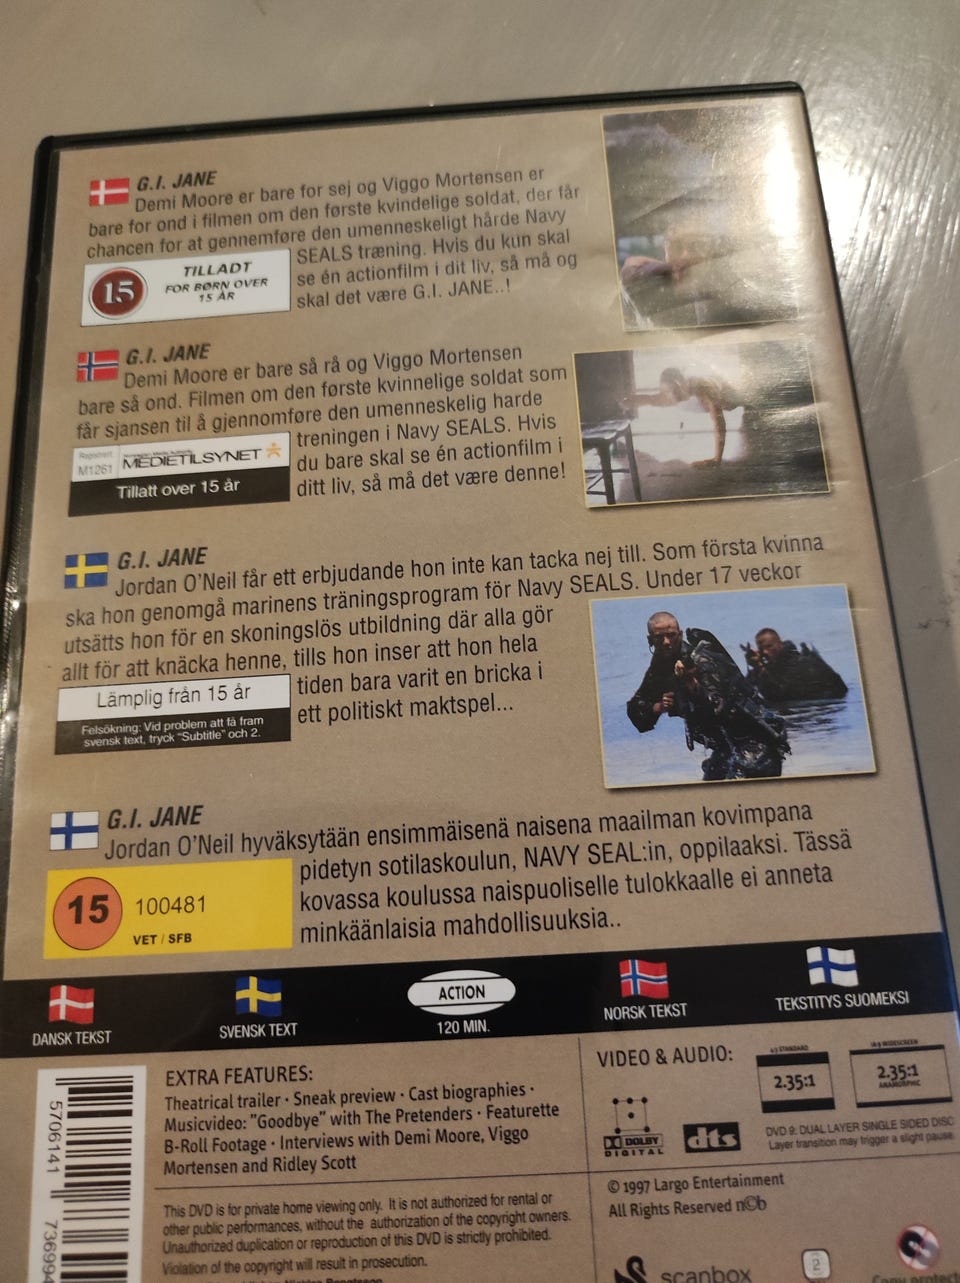 G.I. JANE
Demi Moore er bare for sej og Viggo Mortensen er
bare for ond i filmen om den første kvindelige soldat, der får
chancen for at gennemføre den umenneskeligt hårde Navy
SEALS træning. Hvis du kun skal
se én actionfilm i dit liv, så må og
skal det være G.I. JANE..!
15
TILLADT
FOR BØRN OVER
15 ÅR
G.I. JANE
Demi Moore er bare så rå og Viggo Mortensen
bare så ond. Filmen om den første kvinnelige soldat som
får sjansen til å gjennomføre den umenneskelig harde
treningen i Navy SEALS. Hvis
du bare skal se én actionfilm i
ditt liv, så må det være denne!
Registrert
M1261
MEDIETILSYNET
Tillatt over 15 år
G.I. JANE
Jordan O'Neil får ett erbjudande hon inte kan tacka nej till. Som första kvinna
ska hon genomgå marinens träningsprogram för Navy SEALS. Under 17 veckor
utsätts hon för en skoningslös utbildning där alla gör
allt för att knäcka henne, tills hon inser att hon hela
tiden bara varit en bricka i
ett politiskt maktspel...
Lämplig från 15 år
Felsökning: Vid problem att få fram
svensk text, tryck "Subtitle" och 2.
G.I. JANE
Jordan O'Neil hyväksytään ensimmäisenä naisena maailman kovimpana
pidetyn sotilaskoulun, NAVY SEAL:in, oppilaaksi. Tässä
kovassa koulussa naispuoliselle tulokkaalle ei anneta
minkäänlaisia mahdollisuuksia..
15
100481
VET / SFB
DANSK TEKST
SVENSK TEXT
ACTION
120 MIN.
NORSK TEKST
TEKSTITYS SUOMEKSI
EXTRA FEATURES:
Theatrical trailer · Sneak preview · Cast biographies ·
Musicvideo: "Goodbye" with The Pretenders · Featurette
B-Roll Footage · Interviews with Demi Moore, Viggo
Mortensen and Ridley Scott
This DVD is for private home viewing only. It is not authorized for rental or
other public performances, without the authorization of the copyright owners.
Unauthorized duplication or reproduction of this DVD is strictly prohibited.
Violation of the copyright will result in prosecution.
VIDEO & AUDIO:
4:3 STANDARD
2.35:1
16:9 WIDESCREEN
2.35:1
ANAMORPHIC
DOLBY
DIGITAL
dts
DVD 9: DUAL LAYER SINGLE SIDED DISC
Layer transition may trigger a slight pause
© 1997 Largo Entertainment
All Rights Reserved n©b
scanbox
2
5706141
736994